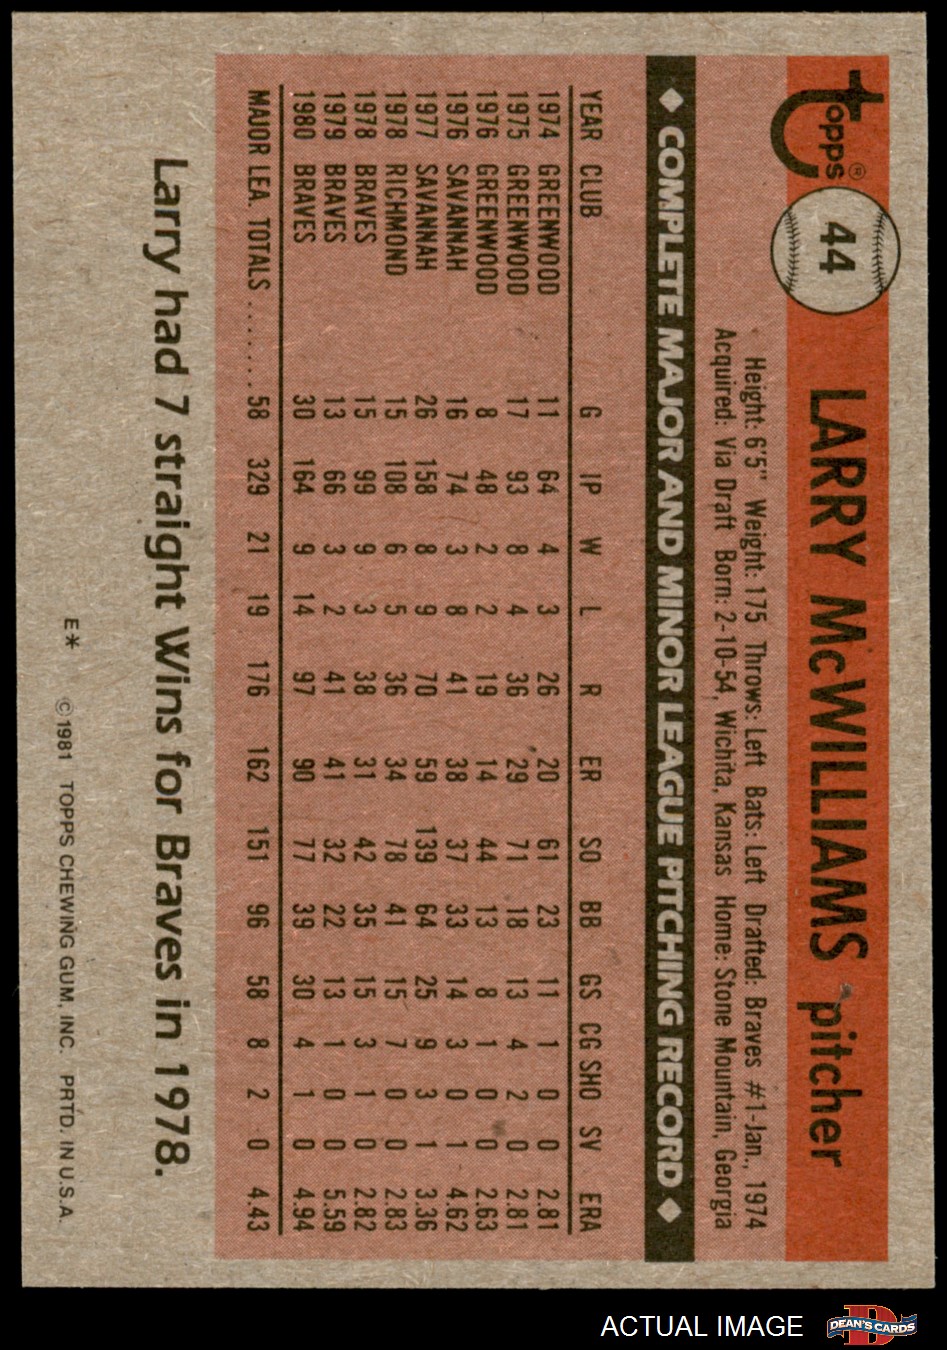 topps®
44
LARRY McWILLIAMS pitcher
Height: 6'5" Weight: 175 Throws: Left Bats: Left Drafted: Braves #1-Jan., 1974
Acquired: Via Draft Born: 2-10-54, Wichita, Kansas Home: Stone Mountain, Georgia
◆ COMPLETE MAJOR AND MINOR LEAGUE PITCHING RECORD ◆
YEAR CLUB G IP W L R ER SO BB GS CG SHO SV ERA
1974 GREENWOOD 11 64 4 3 26 20 61 23 11 1 0 0 2.81
1975 GREENWOOD 17 93 8 4 36 29 71 18 13 4 2 0 2.81
1976 GREENWOOD 8 48 2 2 19 14 44 13 8 1 0 0 2.63
1976 SAVANNAH 16 74 3 8 41 38 37 33 14 3 0 1 4.62
1977 SAVANNAH 26 158 8 9 70 59 139 64 25 9 3 1 3.36
1978 RICHMOND 15 108 6 5 36 34 78 41 15 7 0 0 2.83
1978 BRAVES 15 99 9 3 38 31 42 35 15 3 1 0 2.82
1979 BRAVES 13 66 3 2 41 41 32 22 13 1 0 0 5.59
1980 BRAVES 30 164 9 14 97 90 77 39 30 4 1 0 4.94
MAJOR LEA. TOTALS ...... 58 329 21 19 176 162 151 96 58 8 2 0 4.43
Larry had 7 straight Wins for Braves in 1978.
E* © 1981 TOPPS CHEWING GUM, INC. PRTD. IN U.S.A.
ACTUAL IMAGE
D
DEAN'S CARDS